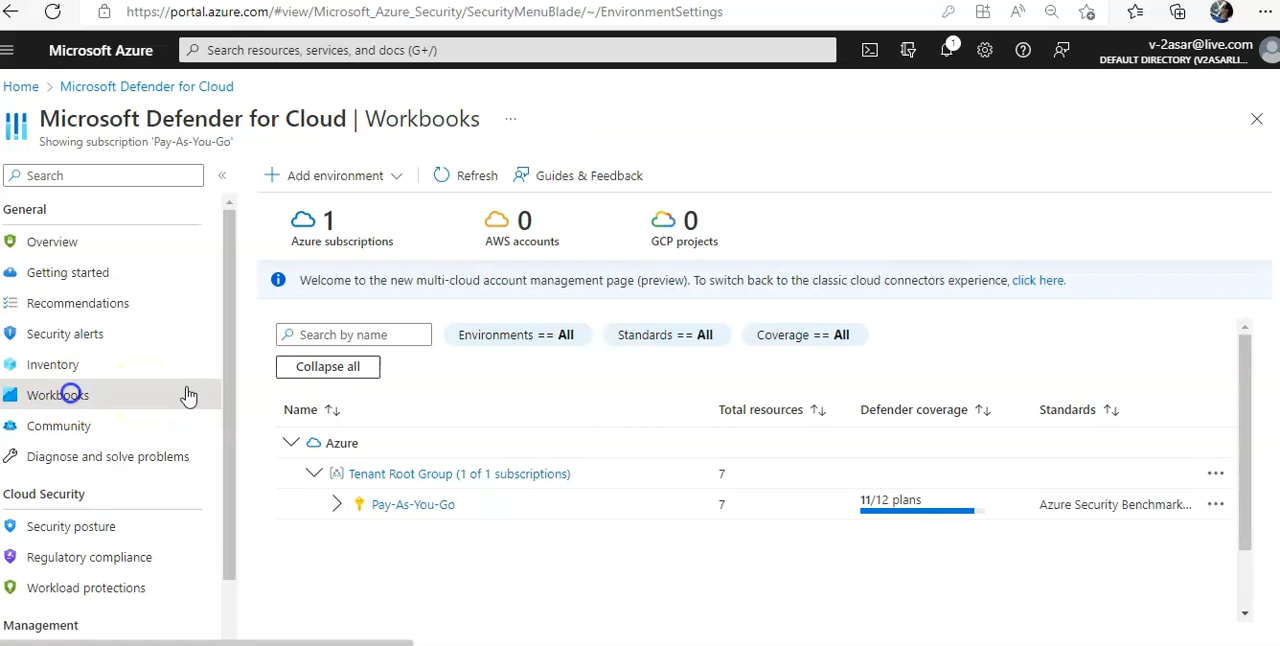 https://portal.azure.com/#view/Microsoft_Azure_Security/SecurityMenuBlade/~/EnvironmentSettings
Microsoft Azure
Search resources, services, and docs (G+/)
1
v-2asar@live.com
DEFAULT DIRECTORY (V2ASARLI...
Home > Microsoft Defender for Cloud
Microsoft Defender for Cloud | Workbooks ...
Showing subscription 'Pay-As-You-Go'
Search
«
General
Overview
Getting started
Recommendations
Security alerts
Inventory
Workbooks
Community
Diagnose and solve problems
Cloud Security
Security posture
Regulatory compliance
Workload protections
Management
Add environment
Refresh
Guides & Feedback
1
Azure subscriptions
0
AWS accounts
0
GCP projects
Welcome to the new multi-cloud account management page (preview). To switch back to the classic cloud connectors experience, click here.
Search by name
Environments == All
Standards == All
Coverage == All
Collapse all
Name Total resources Defender coverage Standards
Azure
Tenant Root Group (1 of 1 subscriptions) 7
Pay-As-You-Go 7 11/12 plans Azure Security Benchmark...